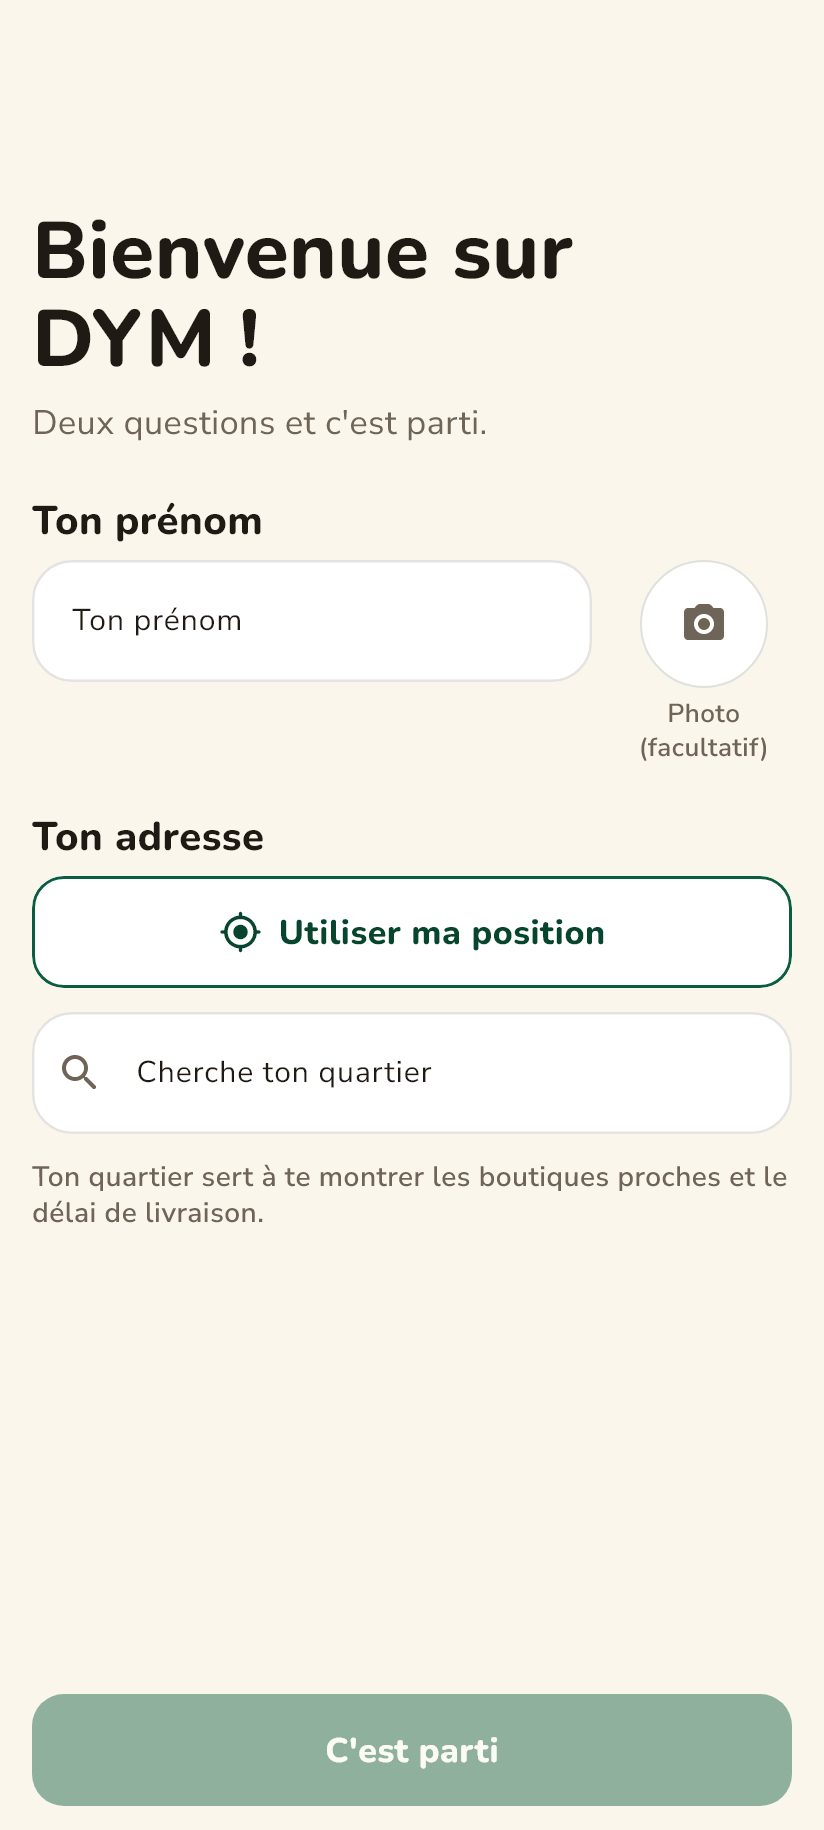 Bienvenue sur
DYM !
Deux questions et c'est parti.
Ton prénom
Ton prénom
Photo
(facultatif)
Ton adresse
Utiliser ma position
Cherche ton quartier
Ton quartier sert à te montrer les boutiques proches et le
délai de livraison.
C'est parti